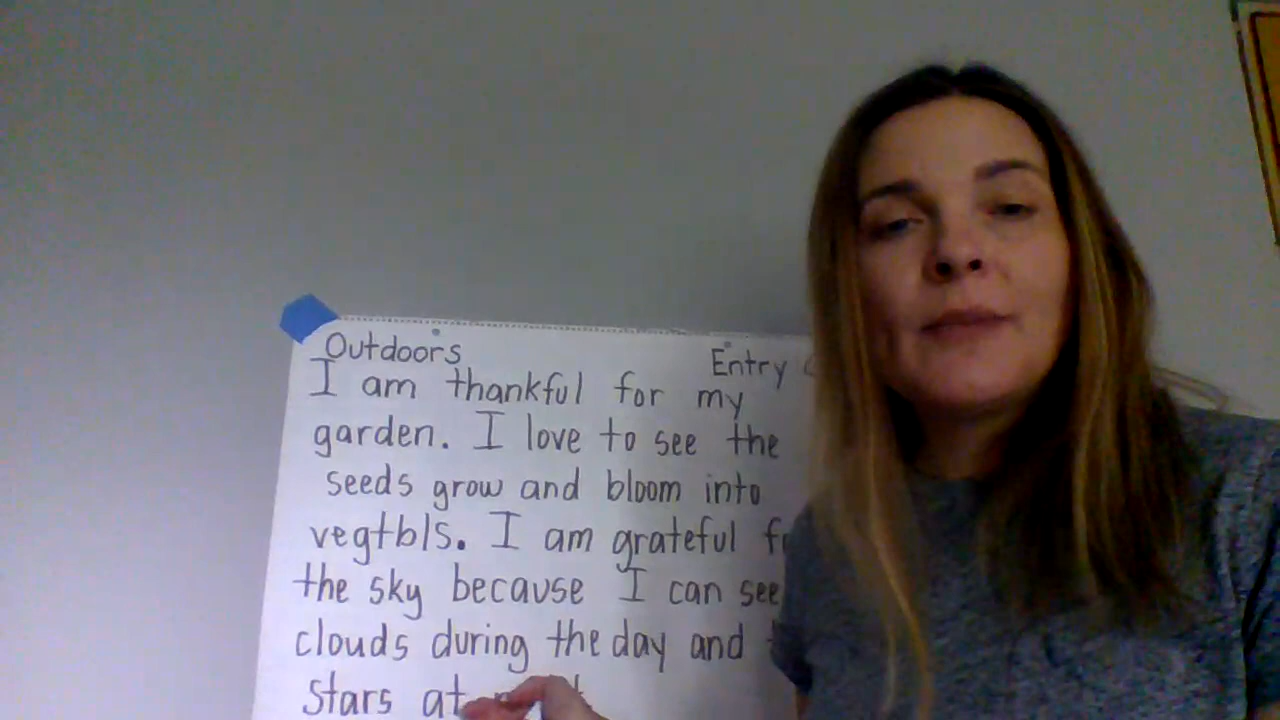 Outdoors Entry
I am thankful for my
garden. I love to see the
seeds grow and bloom into
vegtbls. I am grateful
the sky because I can see
clouds during the day and
stars at